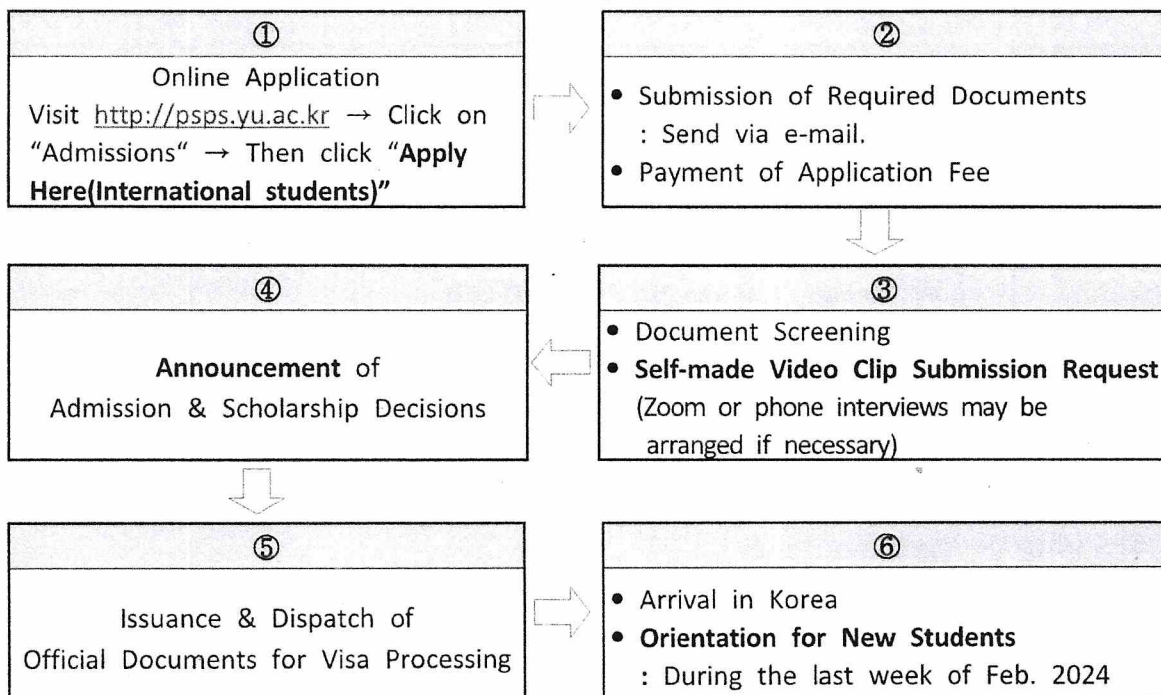 ①
Online Application
Visit http://psps.yu.ac.kr → Click on
“Admissions“ → Then click “Apply
Here(International students)”
②
• Submission of Required Documents
: Send via e-mail.
• Payment of Application Fee
③
• Document Screening
• Self-made Video Clip Submission Request
(Zoom or phone interviews may be
arranged if necessary)
④
Announcement of
Admission & Scholarship Decisions
⑤
Issuance & Dispatch of
Official Documents for Visa Processing
⑥
• Arrival in Korea
• Orientation for New Students
: During the last week of Feb. 2024